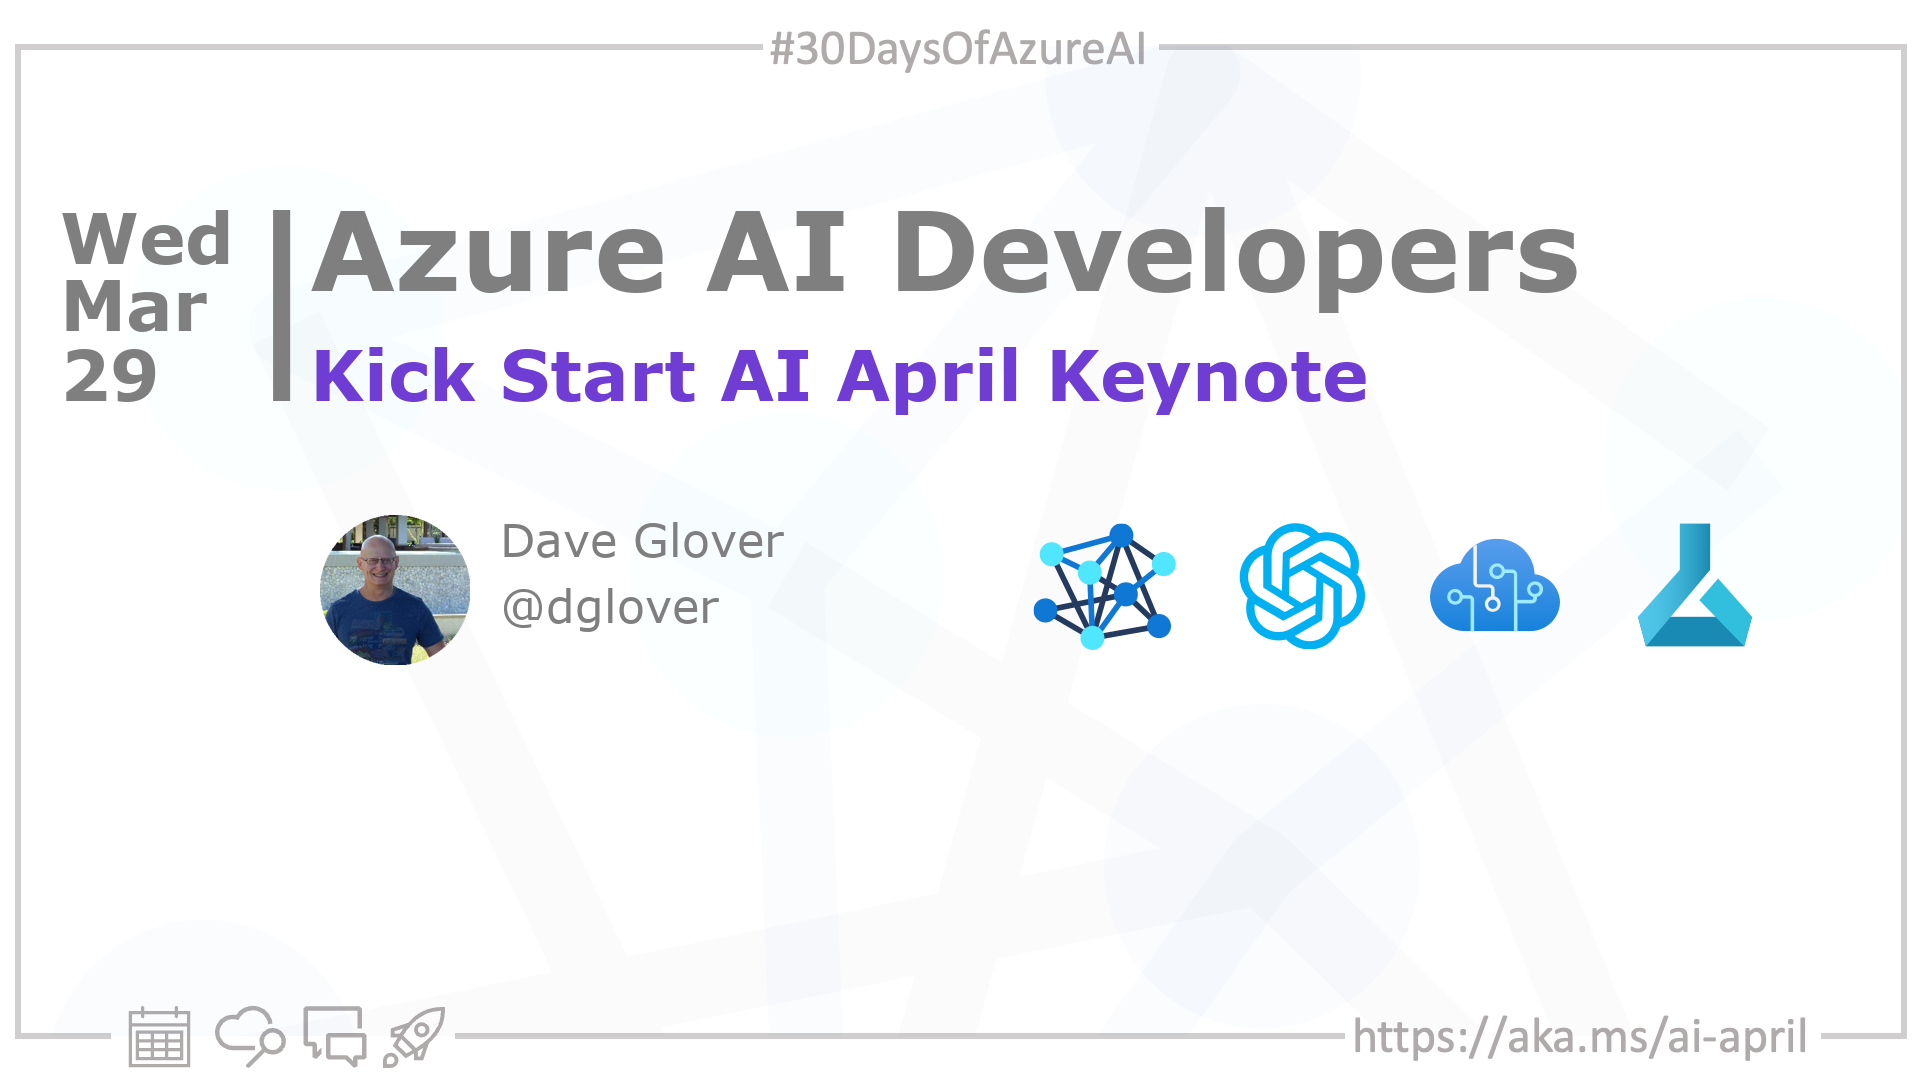 #30DaysOfAzureAI
Wed
Mar
29
Azure AI Developers
Kick Start AI April Keynote
Dave Glover
@dglover
https://aka.ms/ai-april